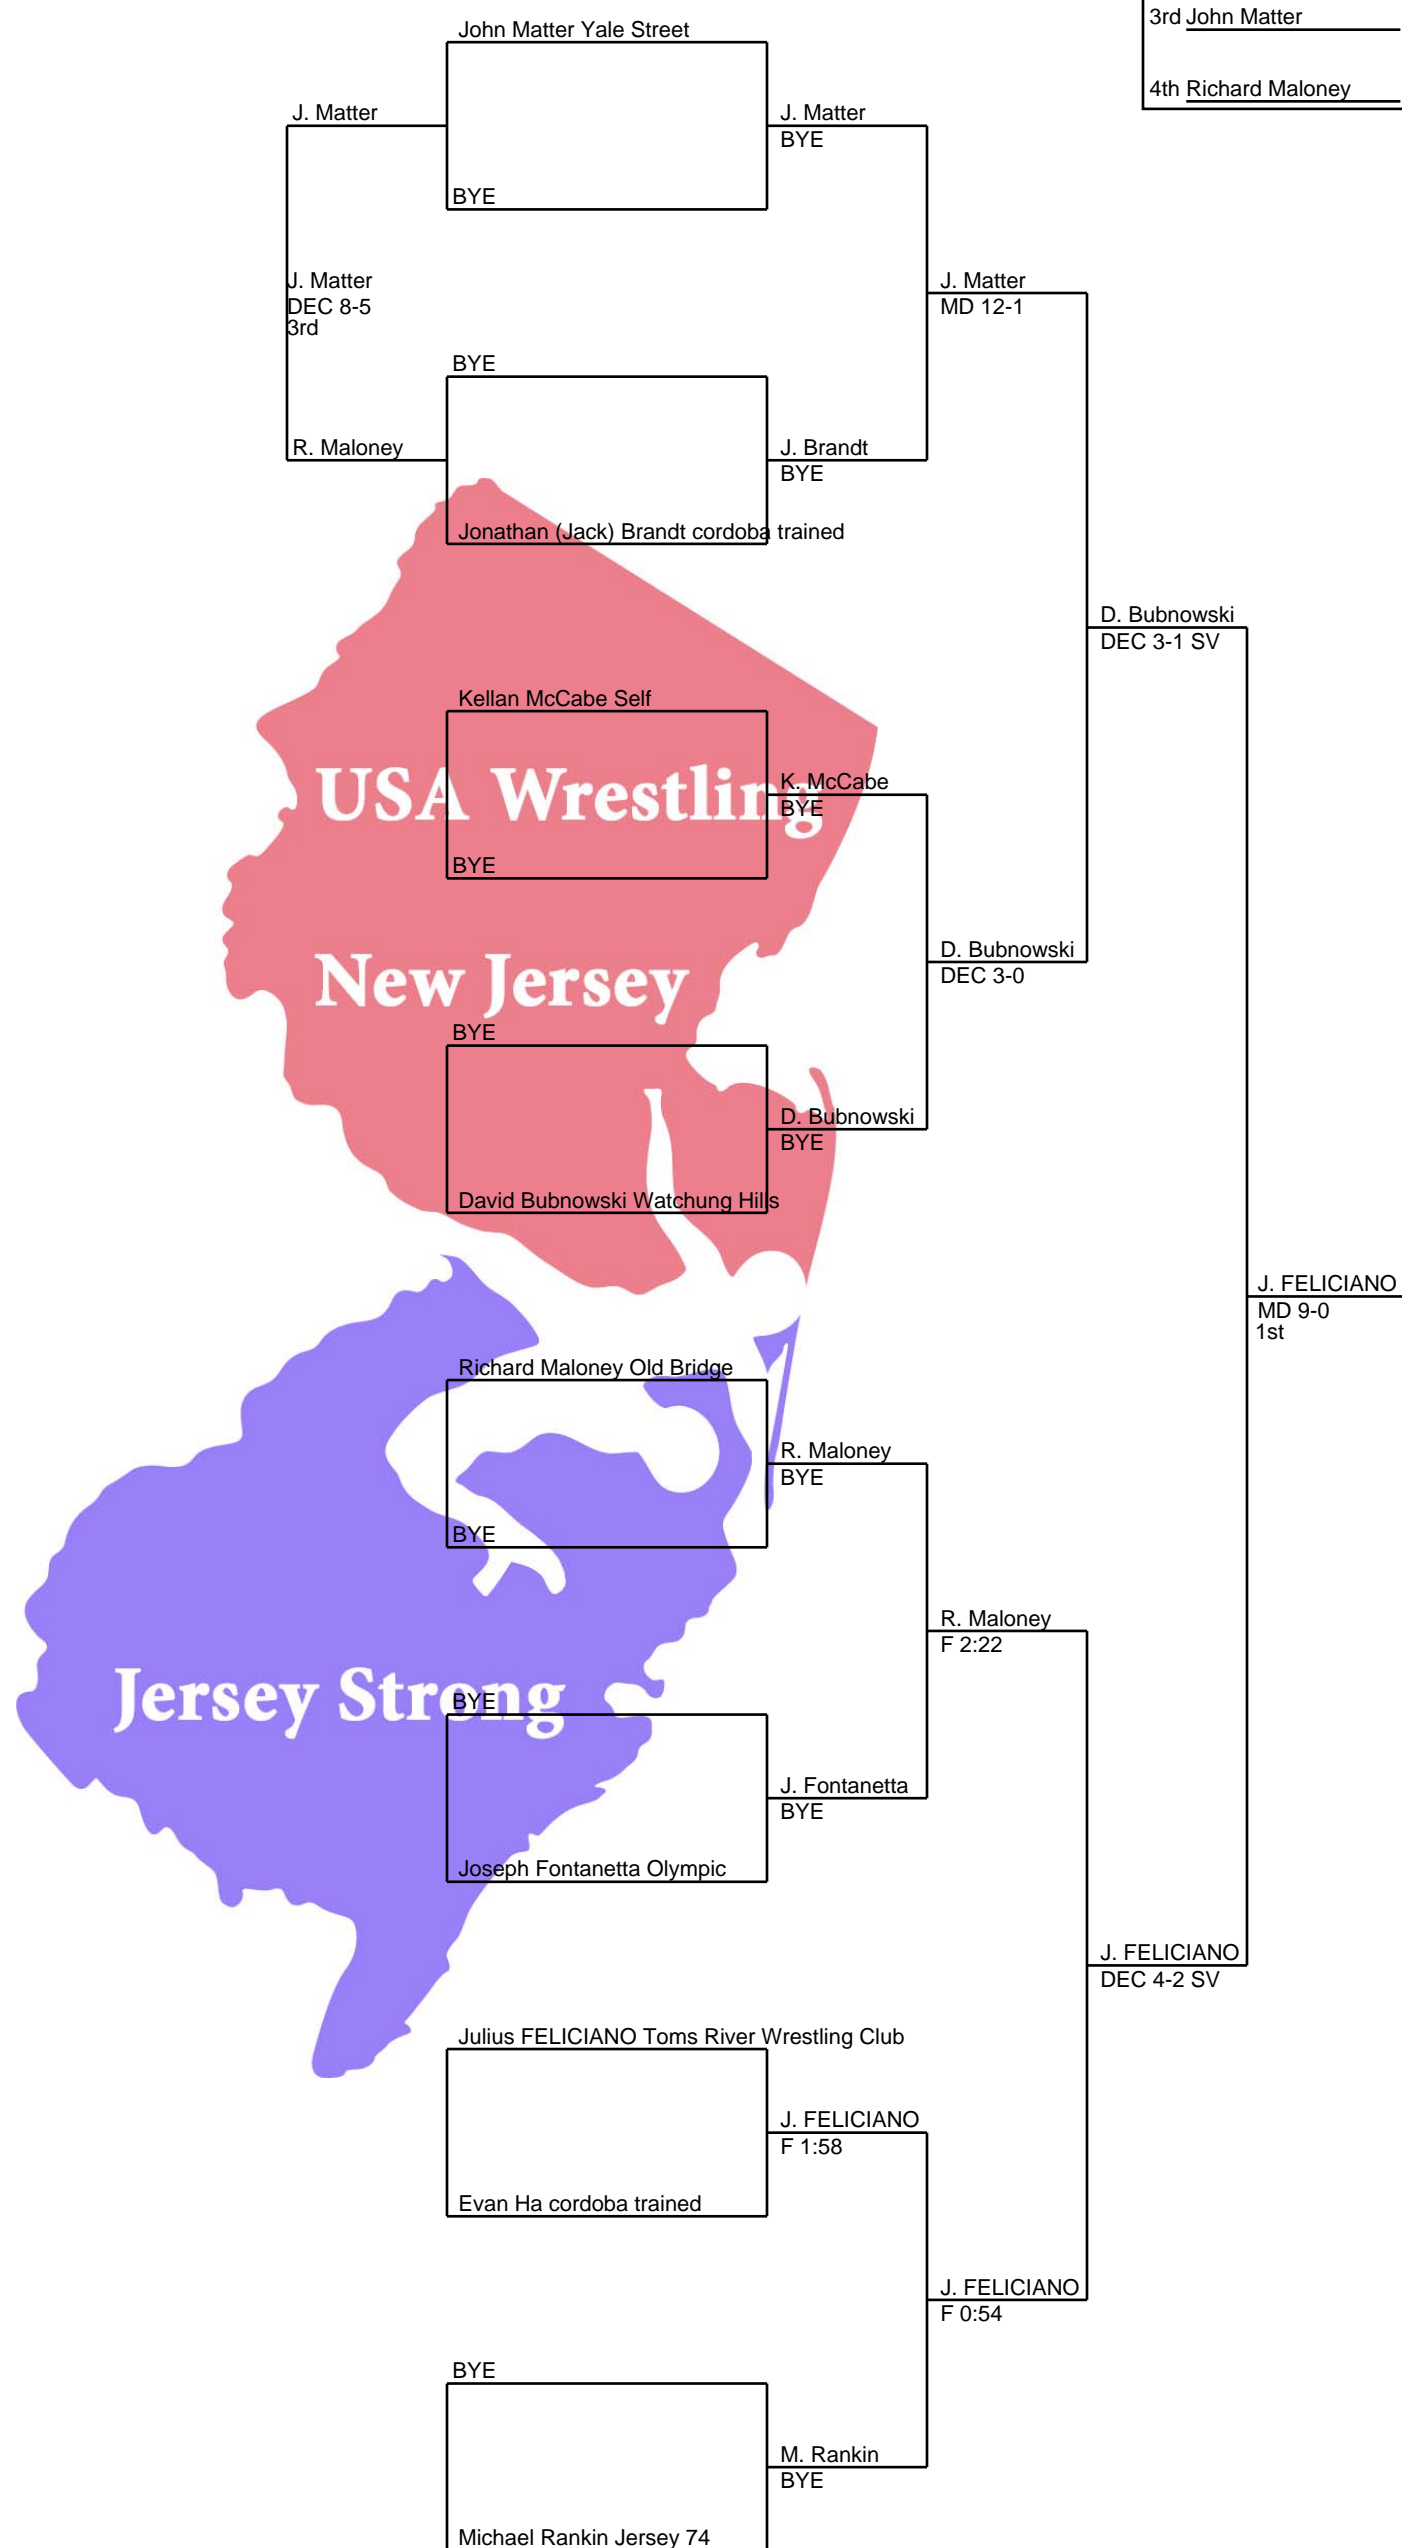 3rd John Matter
John Matter Yale Street
4th Richard Maloney
J. Matter
J. Matter
BYE
BYE
J. Matter
DEC 8-5
3rd
J. Matter
MD 12-1
BYE
R. Maloney
J. Brandt
BYE
Jonathan (Jack) Brandt cordoba trained
D. Bubnowski
DEC 3-1 SV
Kellan McCabe Self
USA Wrestling
K. McCabe
BYE
BYE
New Jersey
D. Bubnowski
DEC 3-0
BYE
D. Bubnowski
BYE
David Bubnowski Watchung Hills
J. FELICIANO
MD 9-0
1st
Richard Maloney Old Bridge
R. Maloney
BYE
BYE
R. Maloney
F 2:22
Jersey Strong
BYE
J. Fontanetta
BYE
Joseph Fontanetta Olympic
J. FELICIANO
DEC 4-2 SV
Julius FELICIANO Toms River Wrestling Club
J. FELICIANO
F 1:58
Evan Ha cordoba trained
J. FELICIANO
F 0:54
BYE
M. Rankin
BYE
Michael Rankin Jersey 74